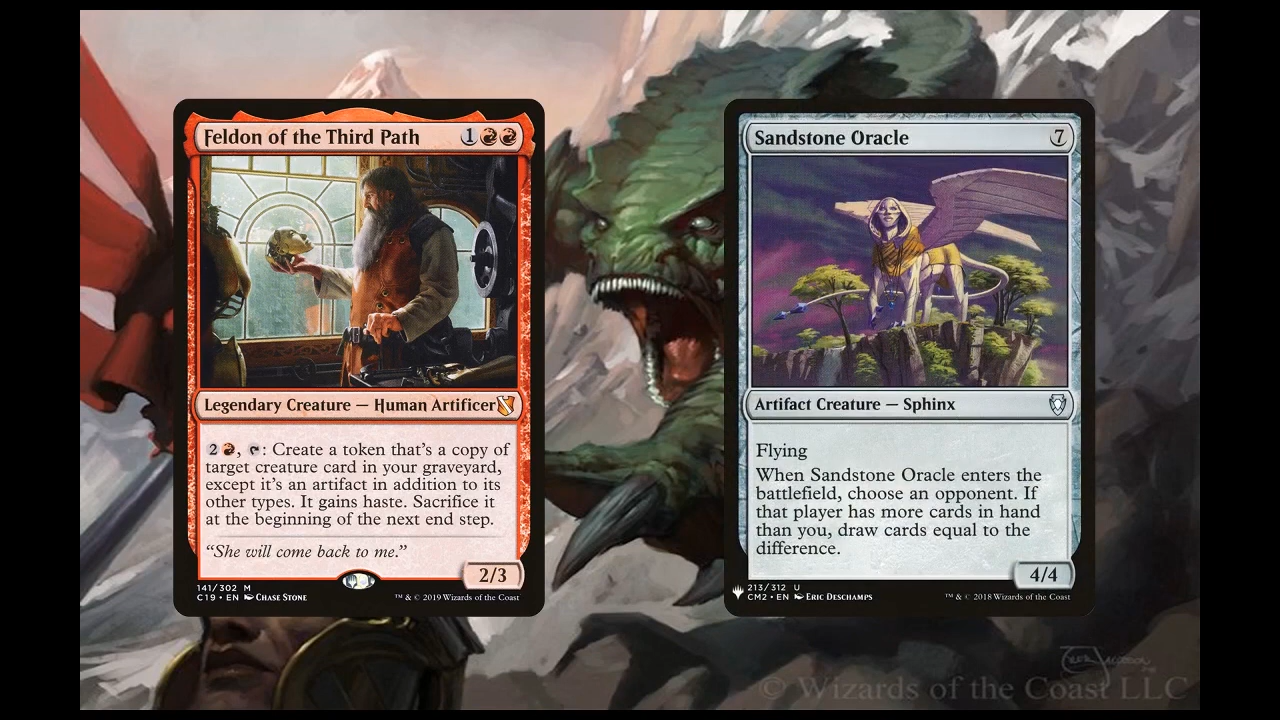 Feldon of the Third Path 1
Legendary Creature — Human Artificer
2 , : Create a token that's a copy of
target creature card in your graveyard,
except it's an artifact in addition to its
other types. It gains haste. Sacrifice it
at the beginning of the next end step.
“She will come back to me.”
2/3
141/302 M
C19 • EN Chase Stone
™ & © 2019 Wizards of the Coast
Sandstone Oracle 7
Artifact Creature — Sphinx
Flying
When Sandstone Oracle enters the
battlefield, choose an opponent. If
that player has more cards in hand
than you, draw cards equal to the
difference.
4/4
213/312 U
CM2 • EN Eric Deschamps
™ & © 2018 Wizards of the Coast
Tyler Jacobson
© Wizards of the Coast LLC